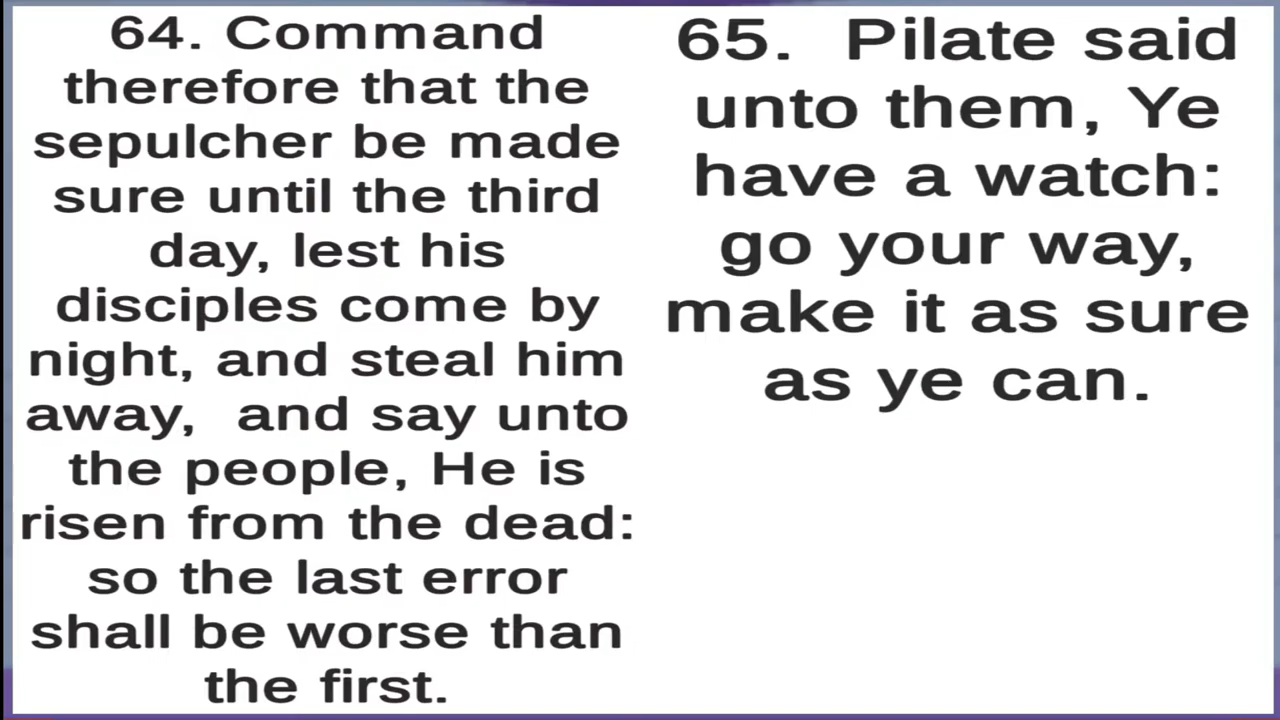 64. Command
therefore that the
sepulcher be made
sure until the third
day, lest his
disciples come by
night, and steal him
away,  and say unto
the people, He is
risen from the dead:
so the last error
shall be worse than
the first.
65.  Pilate said
unto them, Ye
have a watch:
go your way,
make it as sure
as ye can.